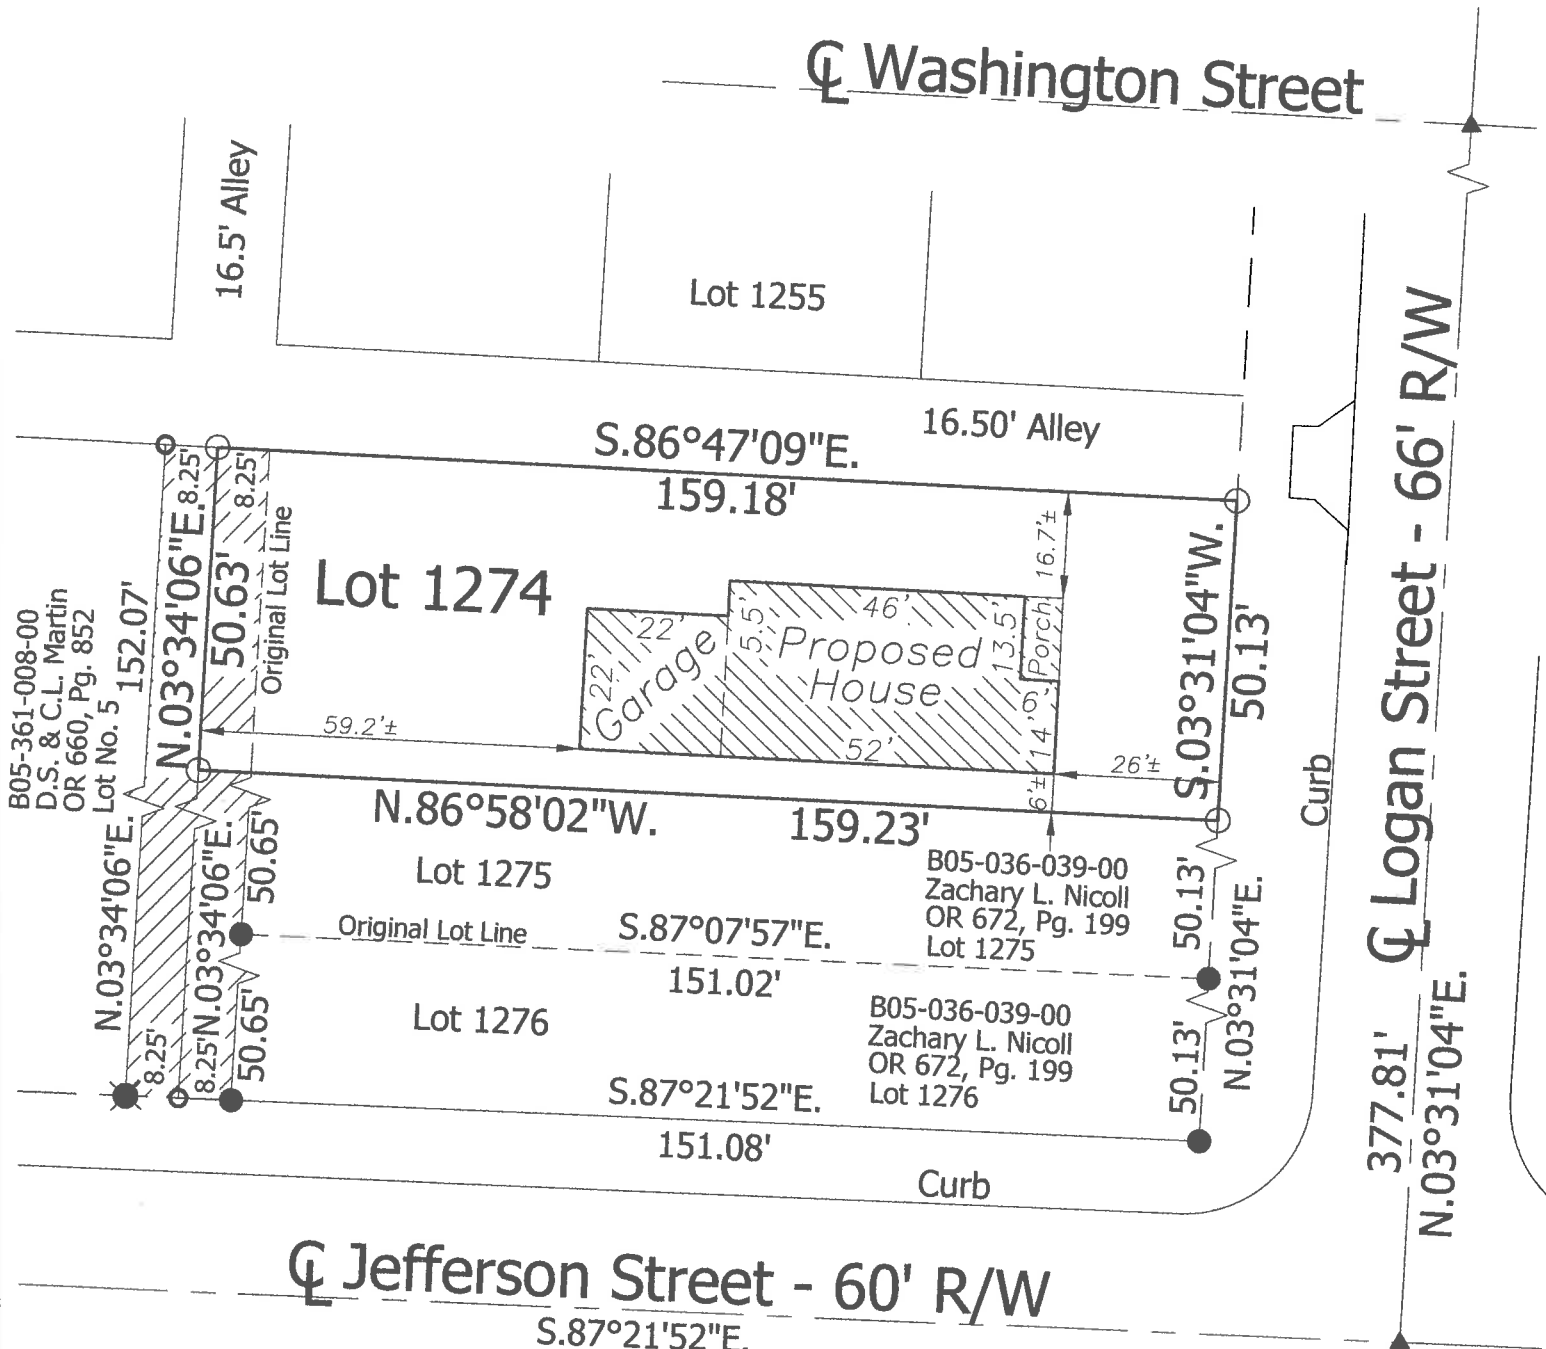 ℄ Washington Street
16.5' Alley
Lot 1255
16.50' Alley
S.86°47'09"E.
159.18'
8.25'
8.25'
N.03°34'06"E.
50.63'
Original Lot Line
Lot 1274
16.7'±
S.03°31'04"W.
50.13'
22'
22'
Garage
5.5'
46'
13.5'
Porch
Proposed
House
6'
14'
52'
59.2'±
26'±
6'±
152.07'
B05-361-008-00
D.S. & C.L. Martin
OR 660, Pg. 852
Lot No. 5
N.86°58'02"W.
159.23'
N.03°34'06"E.
N.03°34'06"E.
50.65'
Lot 1275
B05-036-039-00
Zachary L. Nicoll
OR 672, Pg. 199
Lot 1275
50.13'
N.03°31'04"E.
Original Lot Line
S.87°07'57"E.
151.02'
Lot 1276
B05-036-039-00
Zachary L. Nicoll
OR 672, Pg. 199
Lot 1276
50.13'
8.25'
8.25'
50.65'
S.87°21'52"E.
151.08'
Curb
Curb
℄ Logan Street - 66' R/W
377.81'
N.03°31'04"E.
℄ Jefferson Street - 60' R/W
S.87°21'52"E.